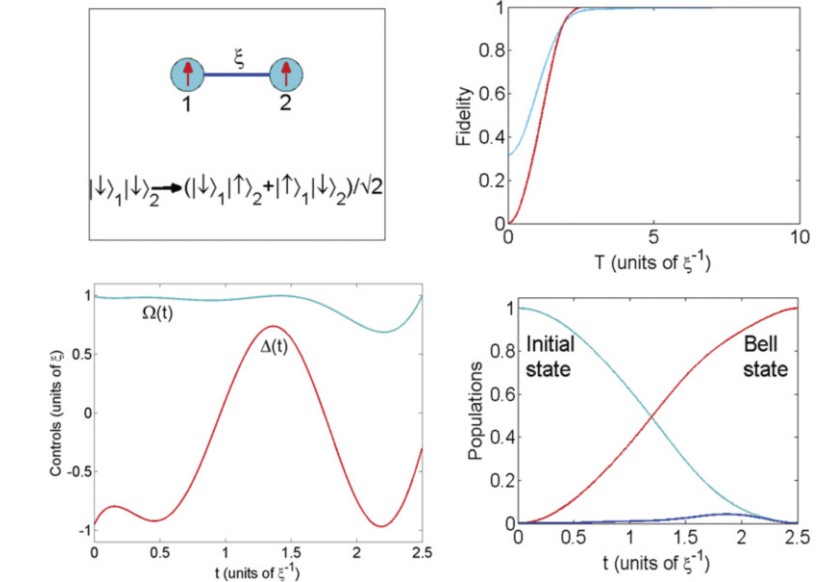 ξ
1 2
|↓⟩₁|↓⟩₂→(|↓⟩₁|↑⟩₂+|↑⟩₁|↓⟩₂)/√2
1
0.8
0.6
0.4
0.2
0
Fidelity
0 5 10
T (units of ξ⁻¹)
1
0.5
0
-0.5
-1
Controls (units of ξ)
Ω(t)
Δ(t)
0 0.5 1 1.5 2 2.5
t (units of ξ⁻¹)
1
0.8
0.6
0.4
0.2
0
Populations
Initial
state
Bell
state
0 0.5 1 1.5 2 2.5
t (units of ξ⁻¹)